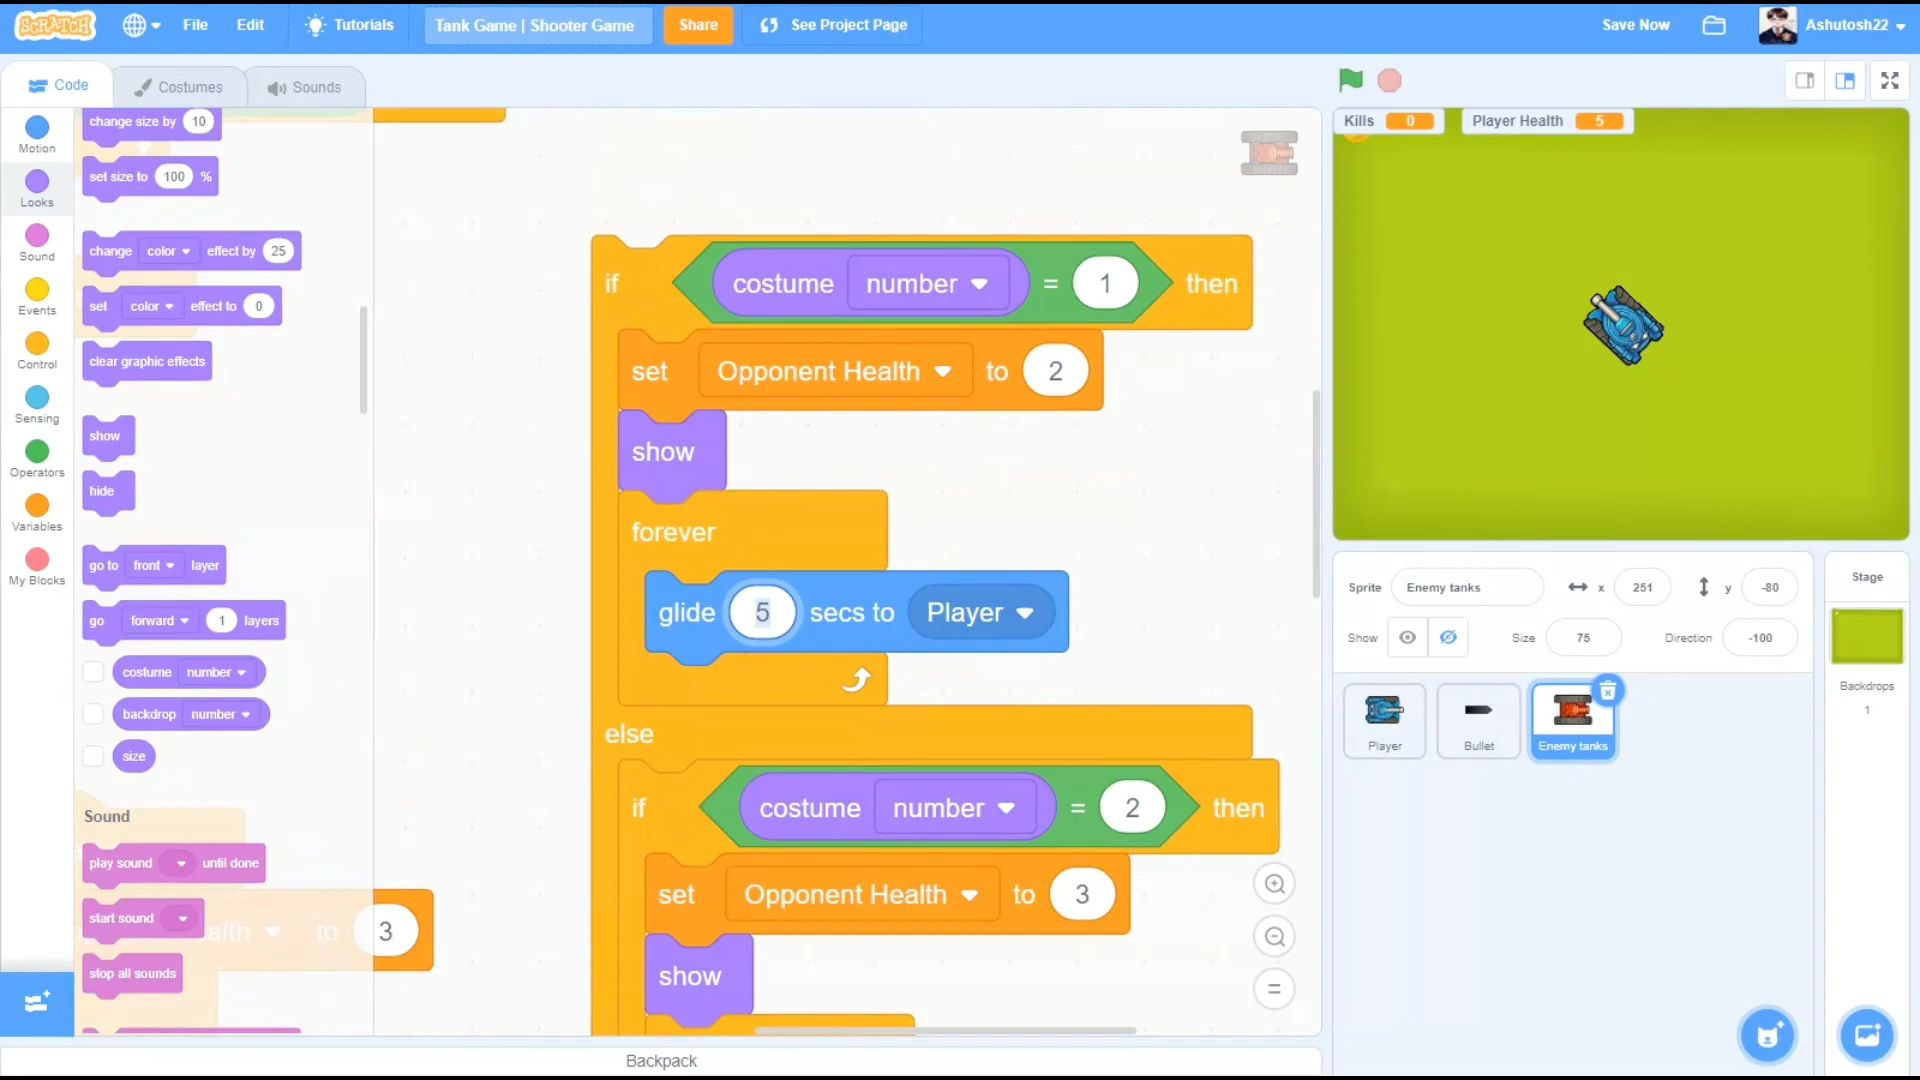 SCRATCH
File
Edit
Tutorials
Tank Game | Shooter Game
Share
See Project Page
Save Now
Ashutosh22
Code
Costumes
Sounds
Motion
Looks
Sound
Events
Control
Sensing
Operators
Variables
My Blocks
change size by 10
set size to 100 %
change color effect by 25
set color effect to 0
clear graphic effects
show
hide
go to front layer
go forward 1 layers
costume number
backdrop number
size
Sound
play sound until done
start sound
stop all sounds
to 3
if costume number = 1 then
set Opponent Health to 2
show
forever
glide 5 secs to Player
else
if costume number = 2 then
set Opponent Health to 3
show
Backpack
Kills 0
Player Health 5
Sprite Enemy tanks x 251 y -80
Show Size 75 Direction -100
Player
Bullet
Enemy tanks
Stage
Backdrops
1